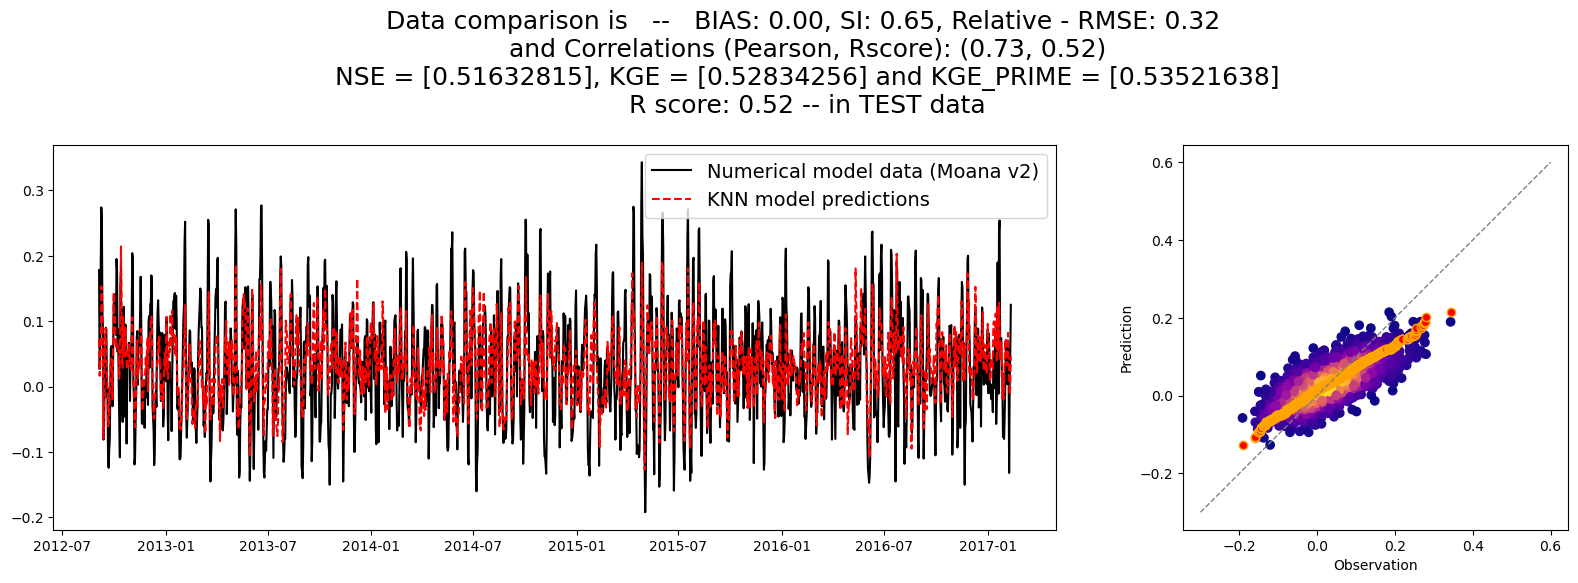 Data comparison is -- BIAS: 0.00, SI: 0.65, Relative - RMSE: 0.32
and Correlations (Pearson, Rscore): (0.73, 0.52)
NSE = [0.51632815], KGE = [0.52834256] and KGE_PRIME = [0.53521638]
R score: 0.52 -- in TEST data
Numerical model data (Moana v2)
KNN model predictions
0.3
0.2
0.1
0.0
−0.1
−0.2
2012-07 2013-01 2013-07 2014-01 2014-07 2015-01 2015-07 2016-01 2016-07 2017-01
Prediction
0.6
0.4
0.2
0.0
−0.2
−0.2 0.0 0.2 0.4 0.6
Observation